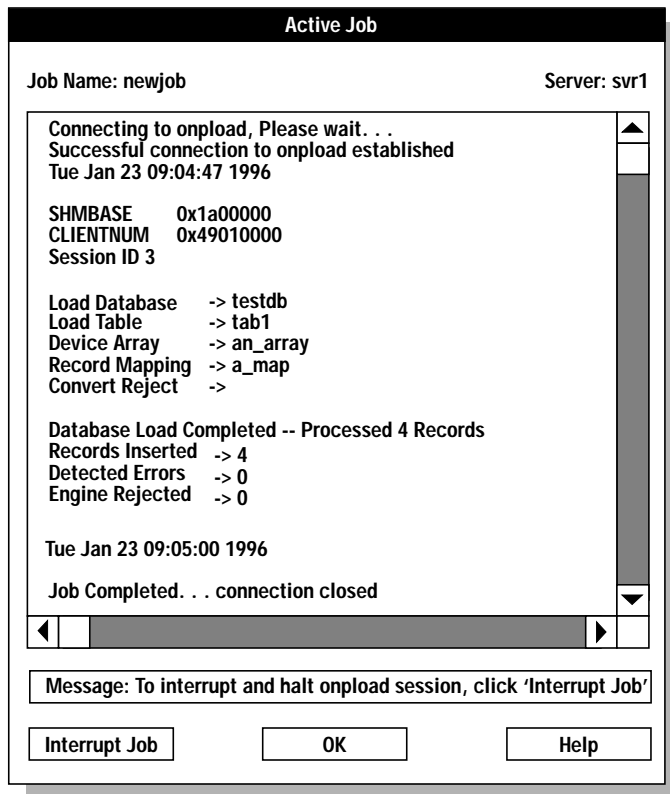 Active Job
Job Name: newjob Server: svr1
Connecting to onpload, Please wait. . .
Successful connection to onpload established
Tue Jan 23 09:04:47 1996
SHMBASE 0x1a00000
CLIENTNUM 0x49010000
Session ID 3
Load Database -> testdb
Load Table -> tab1
Device Array -> an_array
Record Mapping -> a_map
Convert Reject ->
Database Load Completed -- Processed 4 Records
Records Inserted -> 4
Detected Errors -> 0
Engine Rejected -> 0
Tue Jan 23 09:05:00 1996
Job Completed. . . connection closed
Message: To interrupt and halt onpload session, click ‘Interrupt Job’
Interrupt Job OK Help